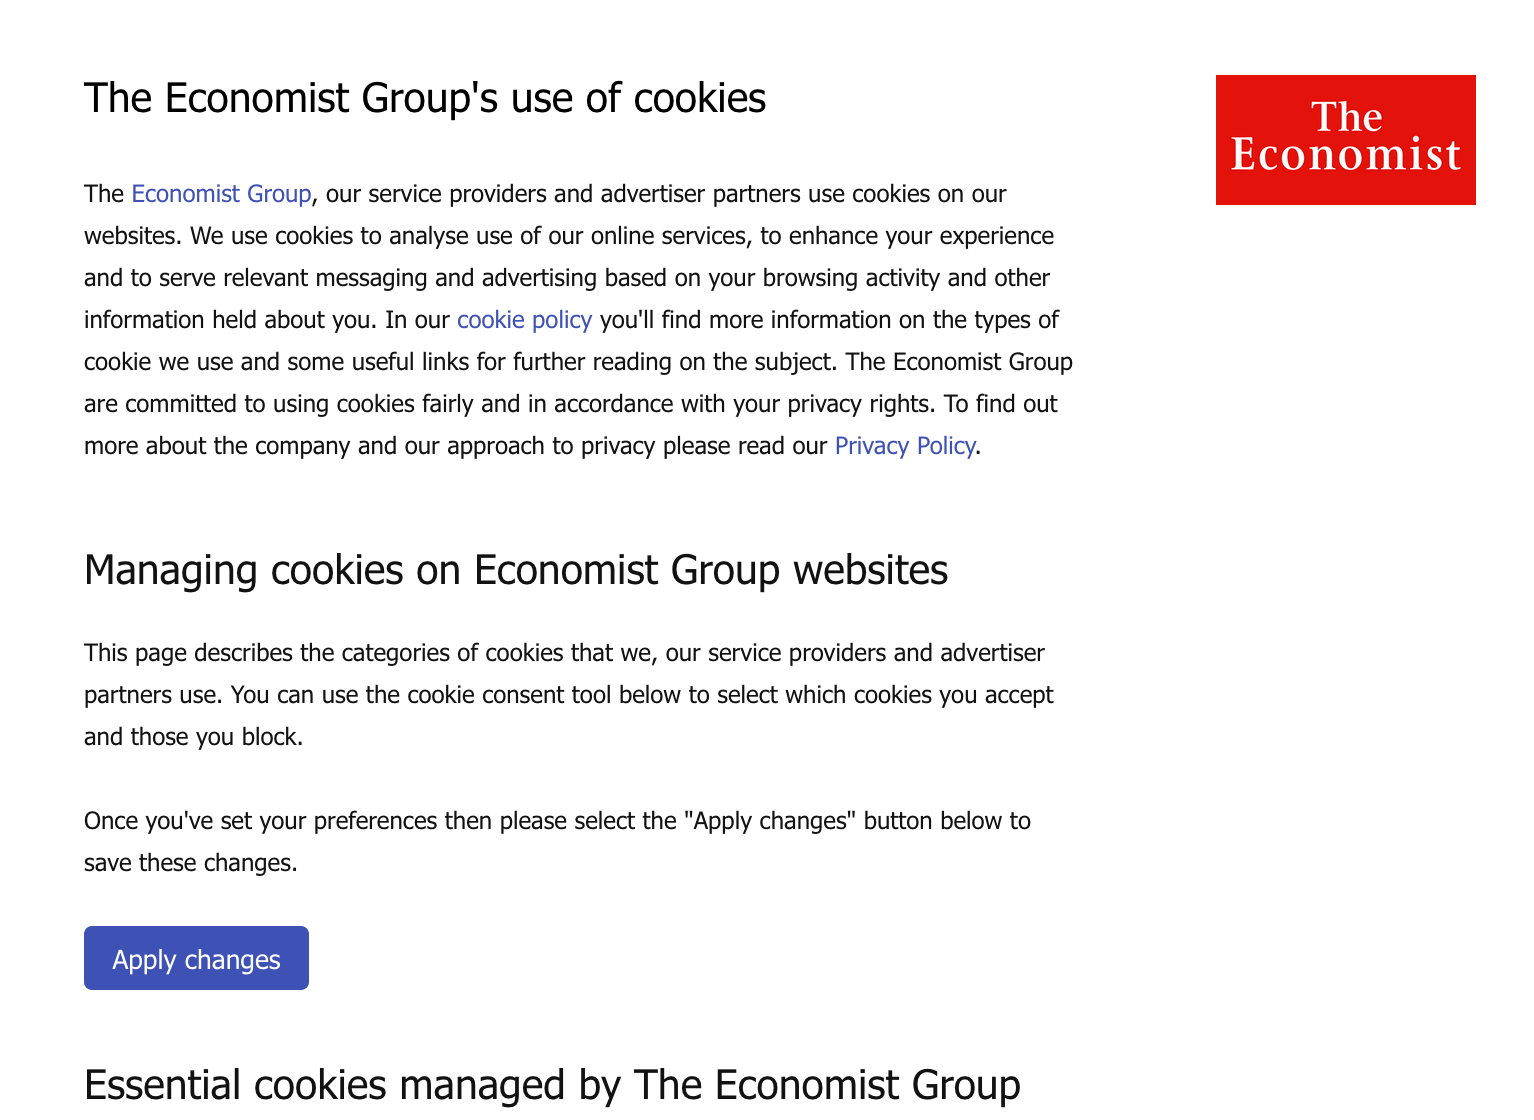 The Economist Group's use of cookies
The
Economist
The Economist Group, our service providers and advertiser partners use cookies on our
websites. We use cookies to analyse use of our online services, to enhance your experience
and to serve relevant messaging and advertising based on your browsing activity and other
information held about you. In our cookie policy you'll find more information on the types of
cookie we use and some useful links for further reading on the subject. The Economist Group
are committed to using cookies fairly and in accordance with your privacy rights. To find out
more about the company and our approach to privacy please read our Privacy Policy.
Managing cookies on Economist Group websites
This page describes the categories of cookies that we, our service providers and advertiser
partners use. You can use the cookie consent tool below to select which cookies you accept
and those you block.
Once you've set your preferences then please select the "Apply changes" button below to
save these changes.
Apply changes
Essential cookies managed by The Economist Group